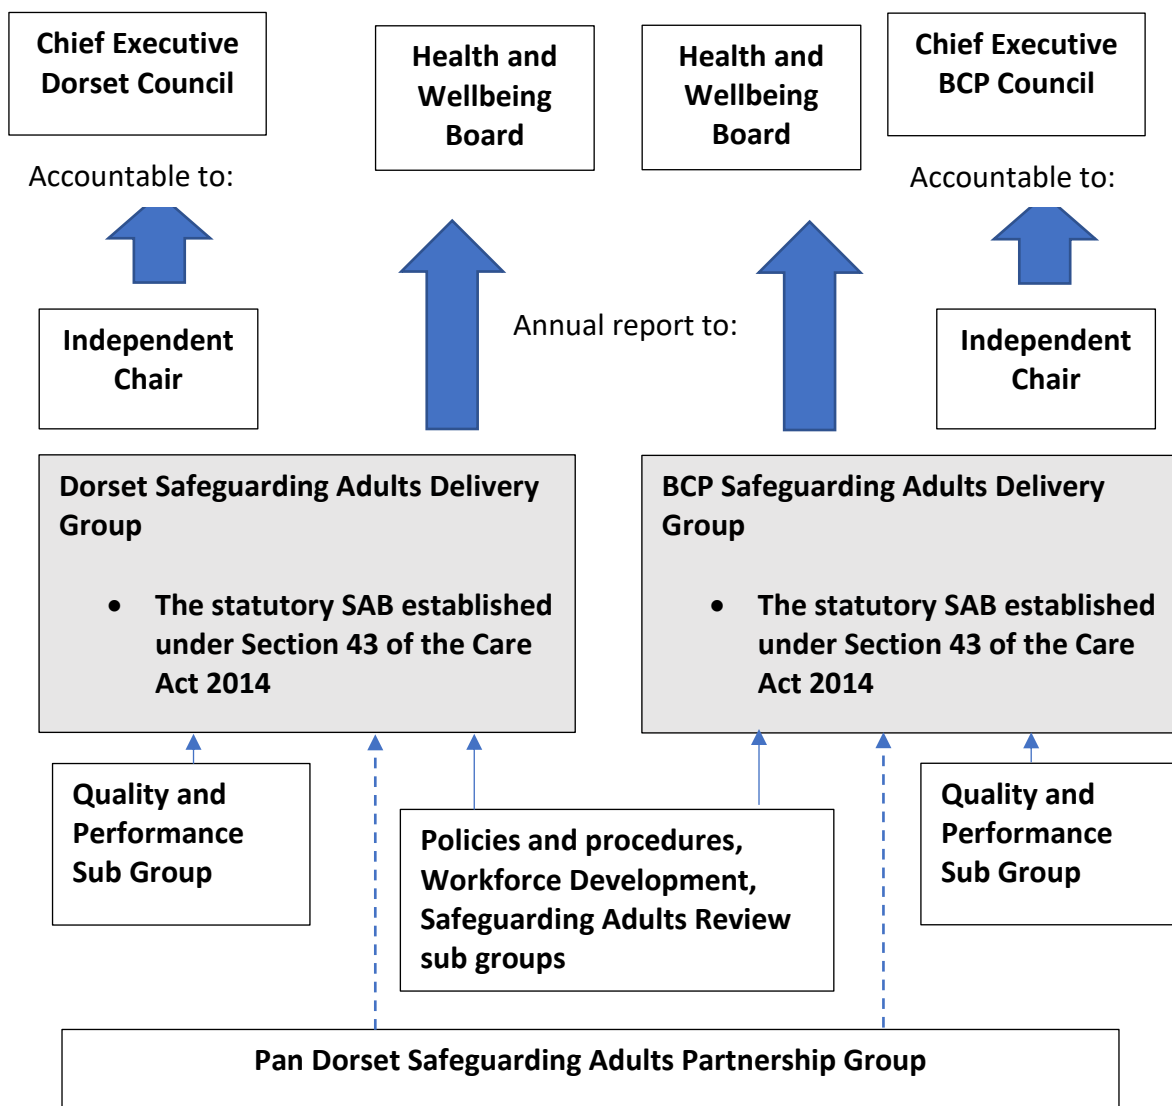 Chief Executive
Dorset Council
Health and
Wellbeing
Board
Health and
Wellbeing
Board
Chief Executive
BCP Council
Accountable to:
Accountable to:
Independent
Chair
Annual report to:
Independent
Chair
Dorset Safeguarding Adults Delivery
Group
• The statutory SAB established
under Section 43 of the Care
Act 2014
BCP Safeguarding Adults Delivery
Group
• The statutory SAB established
under Section 43 of the Care
Act 2014
Quality and
Performance
Sub Group
Policies and procedures,
Workforce Development,
Safeguarding Adults Review
sub groups
Quality and
Performance
Sub Group
Pan Dorset Safeguarding Adults Partnership Group